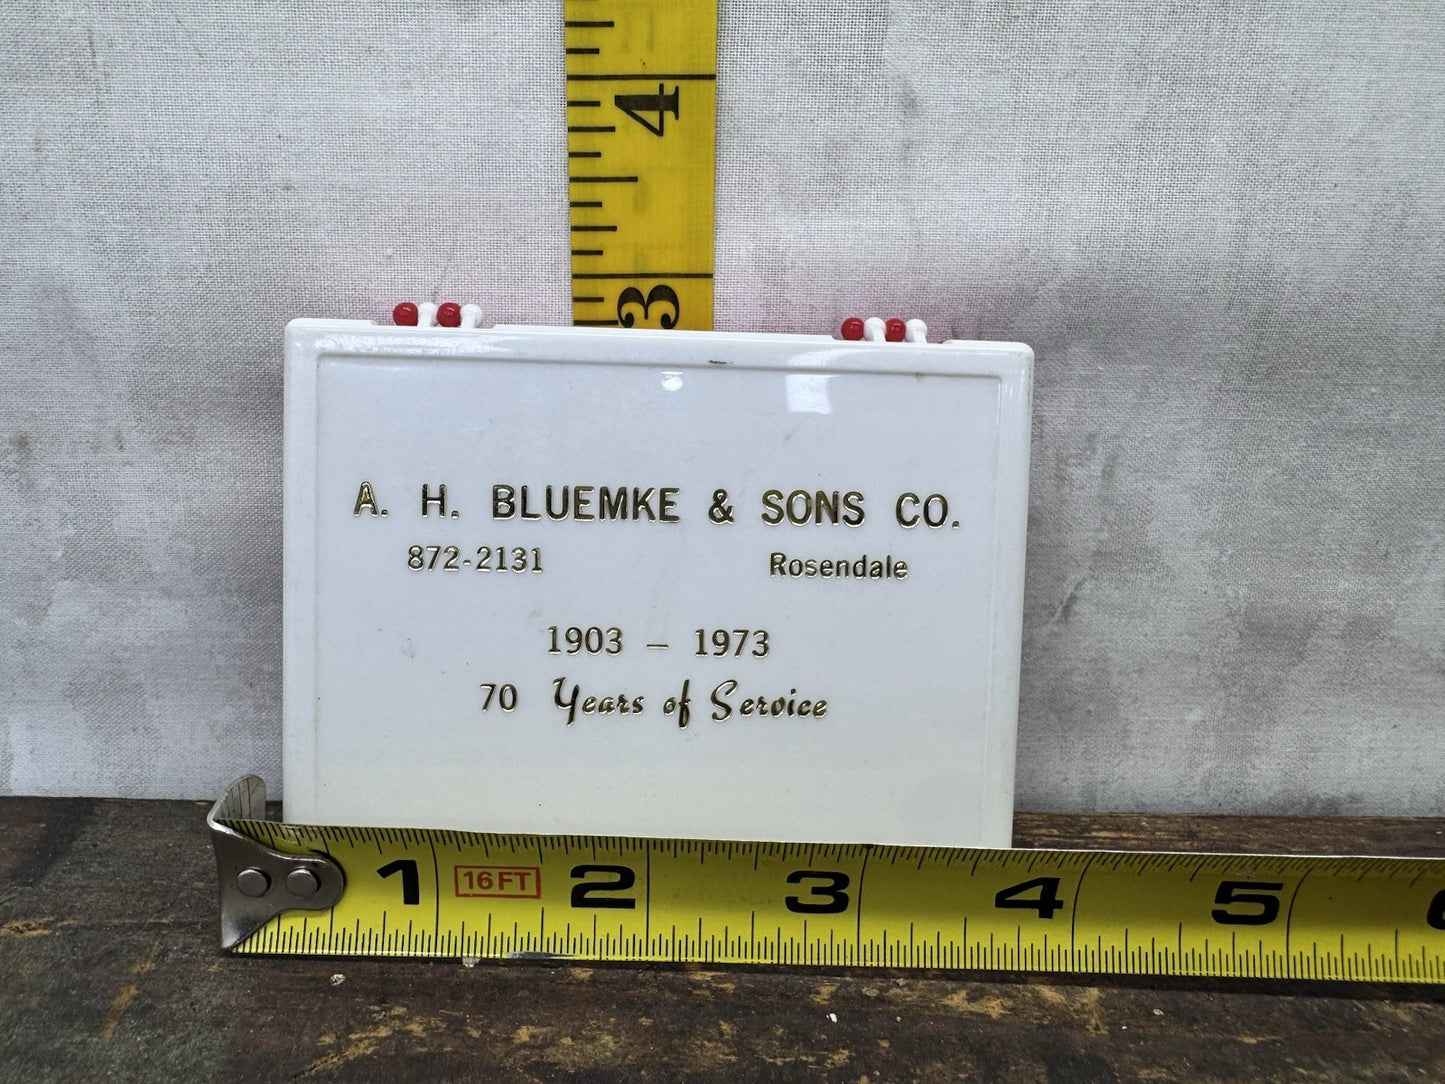 4
3
A. H. BLUEMKE & SONS CO.
872-2131 Rosendale
1903 – 1973
70 Years of Service
1 16FT 2 3 4 5